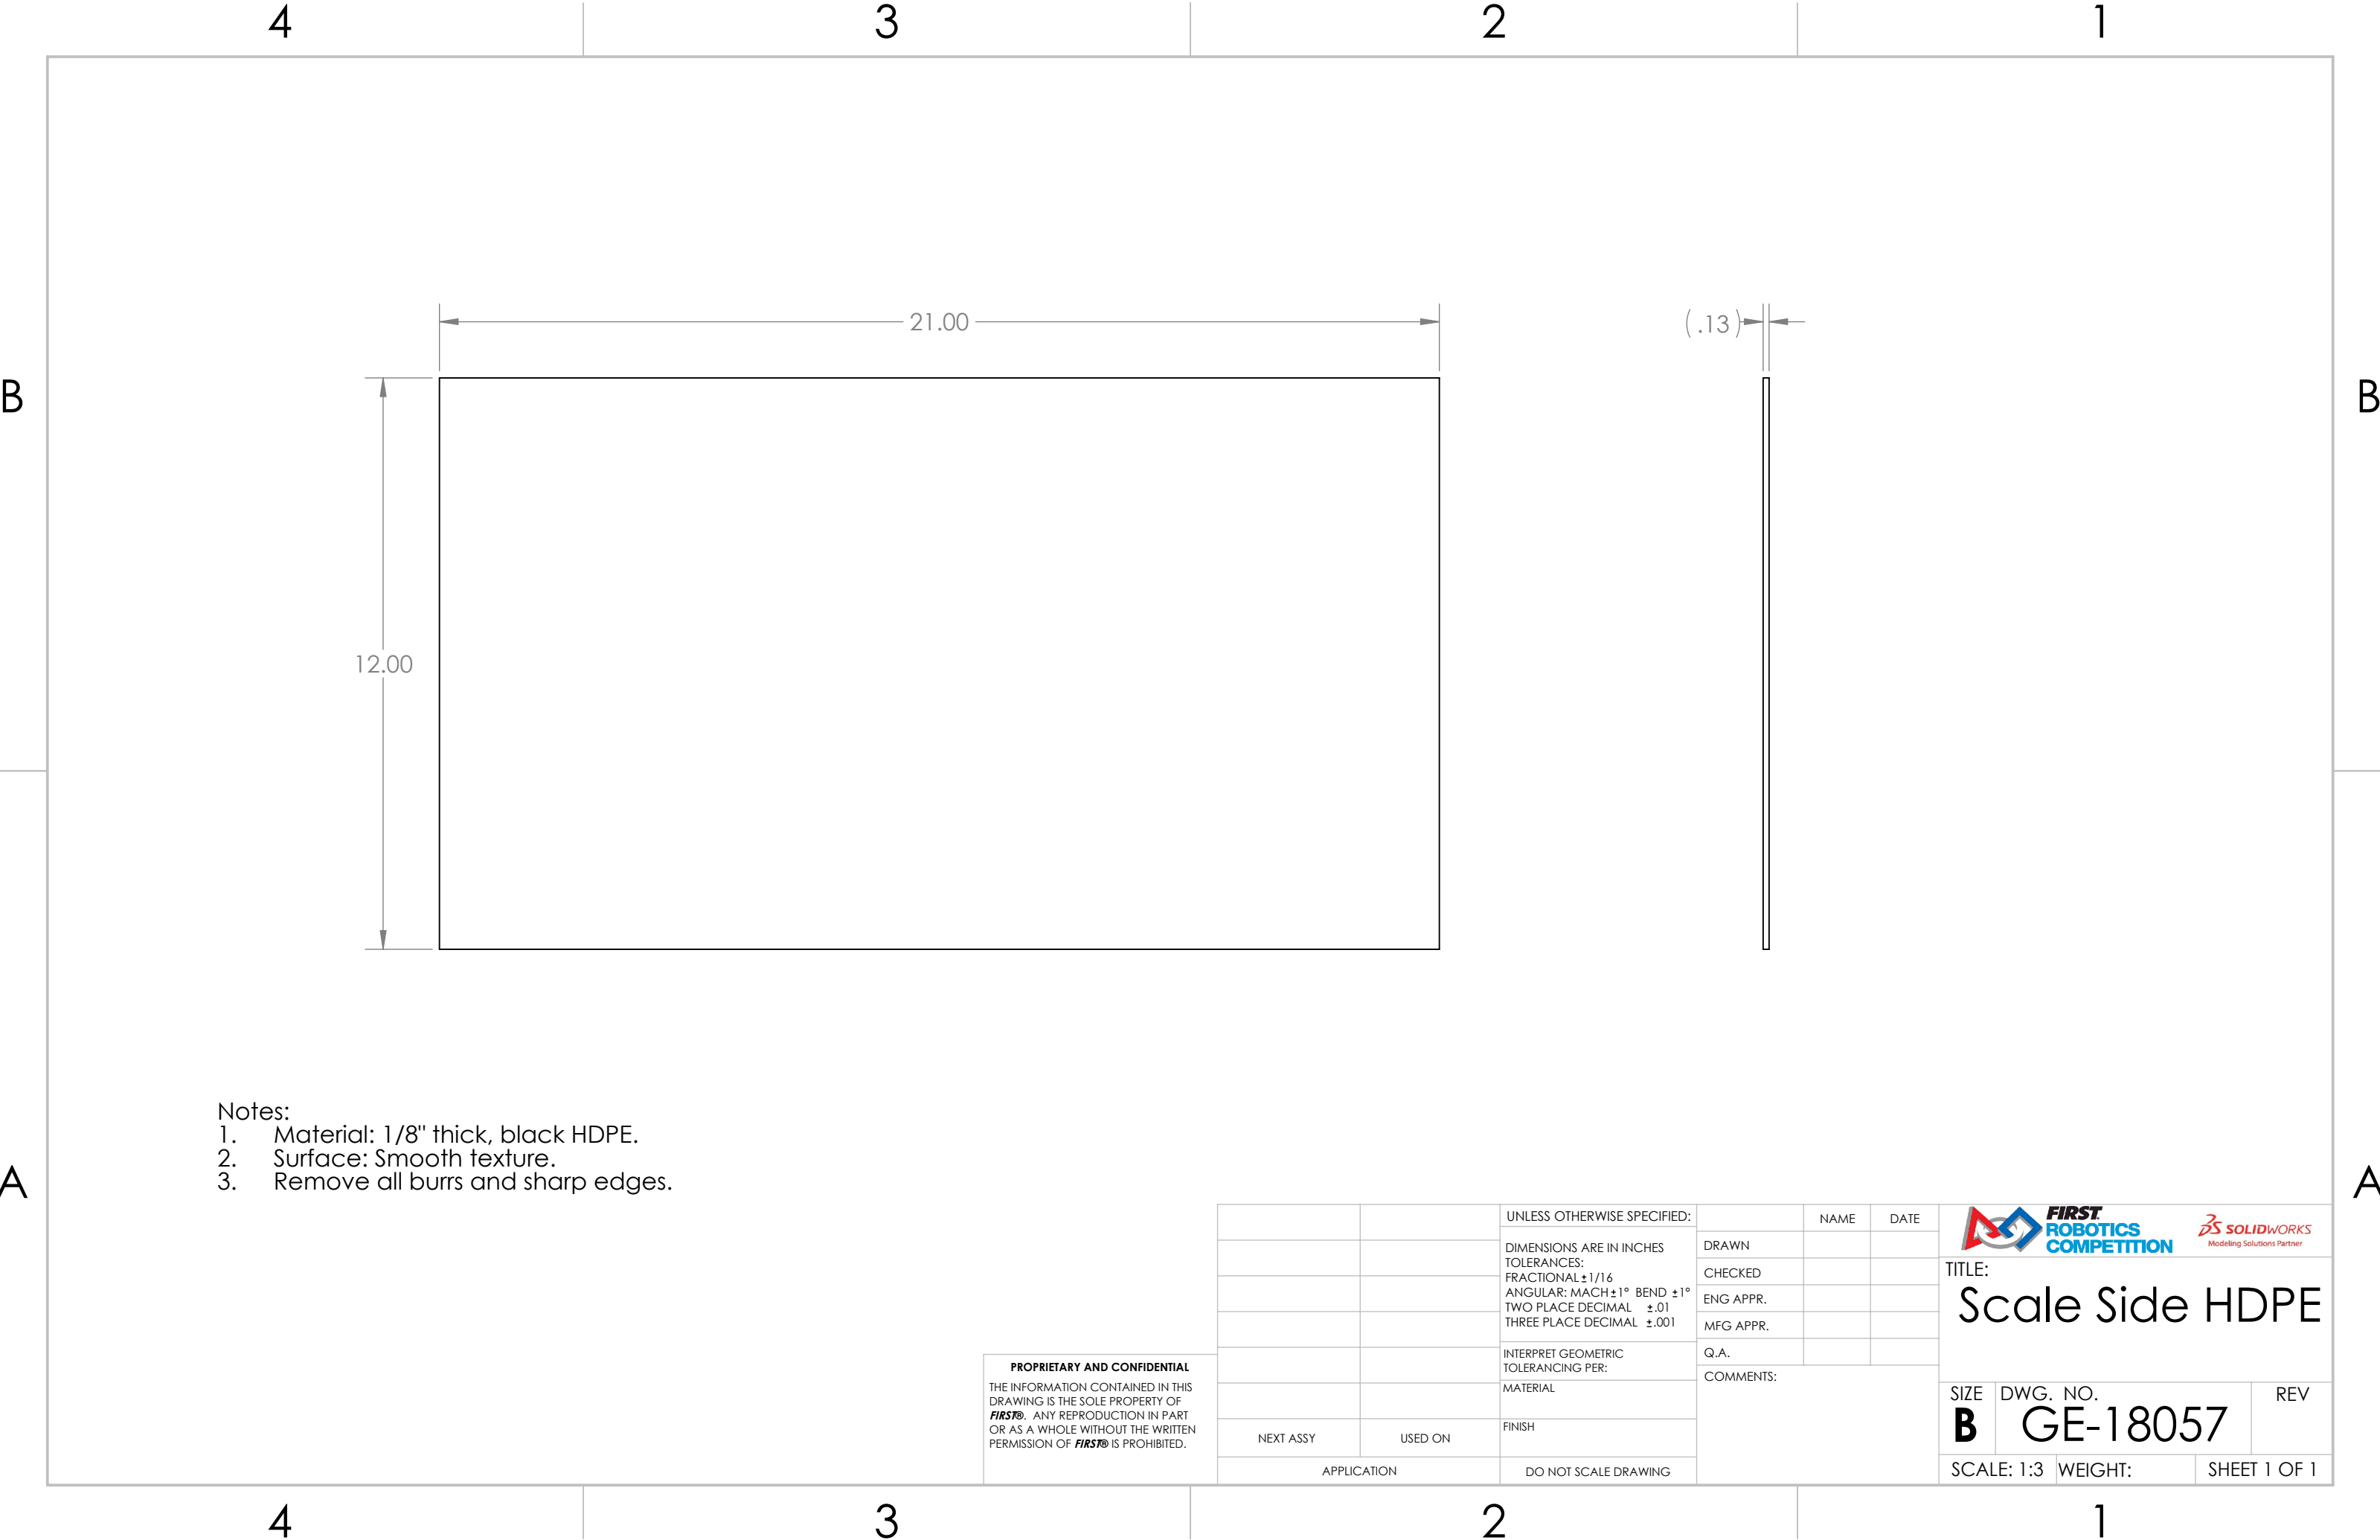 4 3 2 1
21.00
( .13 )
B B
12.00
Notes:
1. Material: 1/8" thick, black HDPE.
2. Surface: Smooth texture.
3. Remove all burrs and sharp edges.
A A
PROPRIETARY AND CONFIDENTIAL
THE INFORMATION CONTAINED IN THIS
DRAWING IS THE SOLE PROPERTY OF
FIRST®. ANY REPRODUCTION IN PART
OR AS A WHOLE WITHOUT THE WRITTEN
PERMISSION OF FIRST® IS PROHIBITED.
NEXT ASSY USED ON
APPLICATION
UNLESS OTHERWISE SPECIFIED:
DIMENSIONS ARE IN INCHES
TOLERANCES:
FRACTIONAL ± 1/16
ANGULAR: MACH ± 1° BEND ± 1°
TWO PLACE DECIMAL ± .01
THREE PLACE DECIMAL ± .001
INTERPRET GEOMETRIC
TOLERANCING PER:
MATERIAL
FINISH
DO NOT SCALE DRAWING
NAME DATE
DRAWN
CHECKED
ENG APPR.
MFG APPR.
Q.A.
COMMENTS:
FIRST.
ROBOTICS
COMPETITION
SOLIDWORKS
Modeling Solutions Partner
TITLE:
Scale Side HDPE
SIZE DWG. NO. REV
B GE-18057
SCALE: 1:3 WEIGHT: SHEET 1 OF 1
4 3 2 1